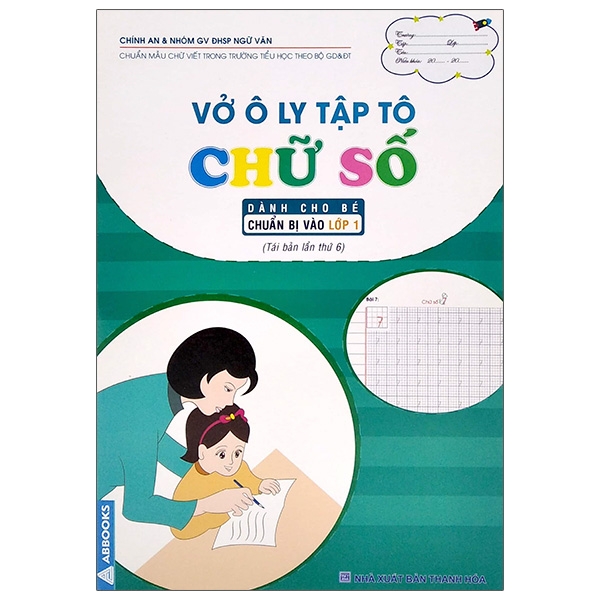 CHÍNH AN & NHÓM GV ĐHSP NGỮ VĂN
CHUẨN MẪU CHỮ VIẾT TRONG TRƯỜNG TIỂU HỌC THEO BỘ GD&ĐT
Trường:
Lớp:
Tên:
Niên khóa: 20...... - 20......
VỞ Ô LY TẬP TÔ
CHỮ SỐ
DÀNH CHO BÉ
CHUẨN BỊ VÀO LỚP 1
(Tái bản lần thứ 6)
Bài 7:
Chữ số
7
ABBOOKS
NHÀ XUẤT BẢN THANH HÓA